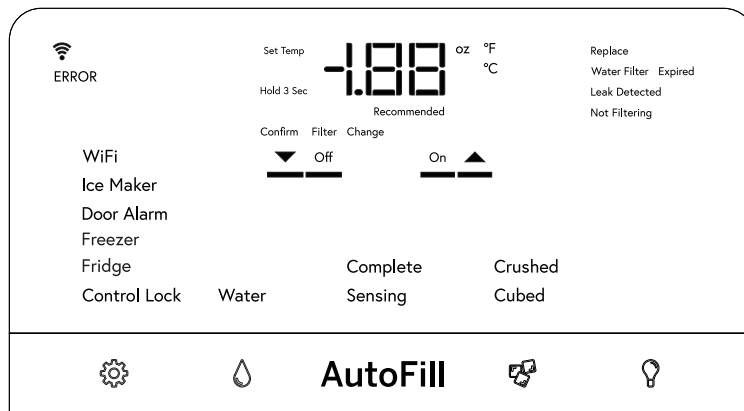 ERROR
Set Temp
-1.88 oz °F
°C
Hold 3 Sec
Recommended
Confirm Filter Change
Replace
Water Filter Expired
Leak Detected
Not Filtering
WiFi
Off On
Ice Maker
Door Alarm
Freezer
Fridge Complete Crushed
Control Lock Water Sensing Cubed
AutoFill